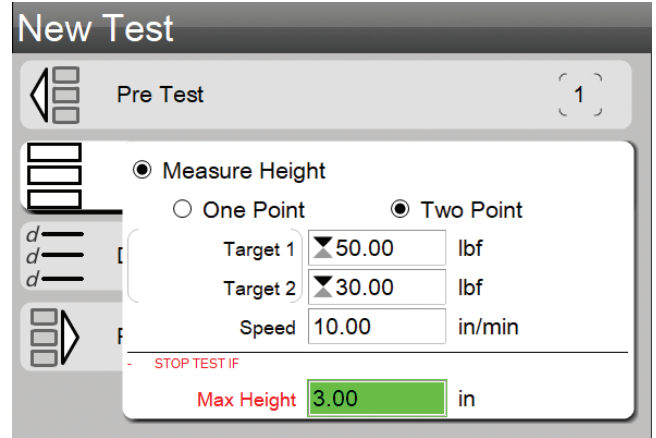 New Test
Pre Test 1
Measure Height
One Point Two Point
Target 1 50.00 lbf
d
d
Target 2 30.00 lbf
d
Speed 10.00 in/min
- STOP TEST IF
Max Height 3.00 in